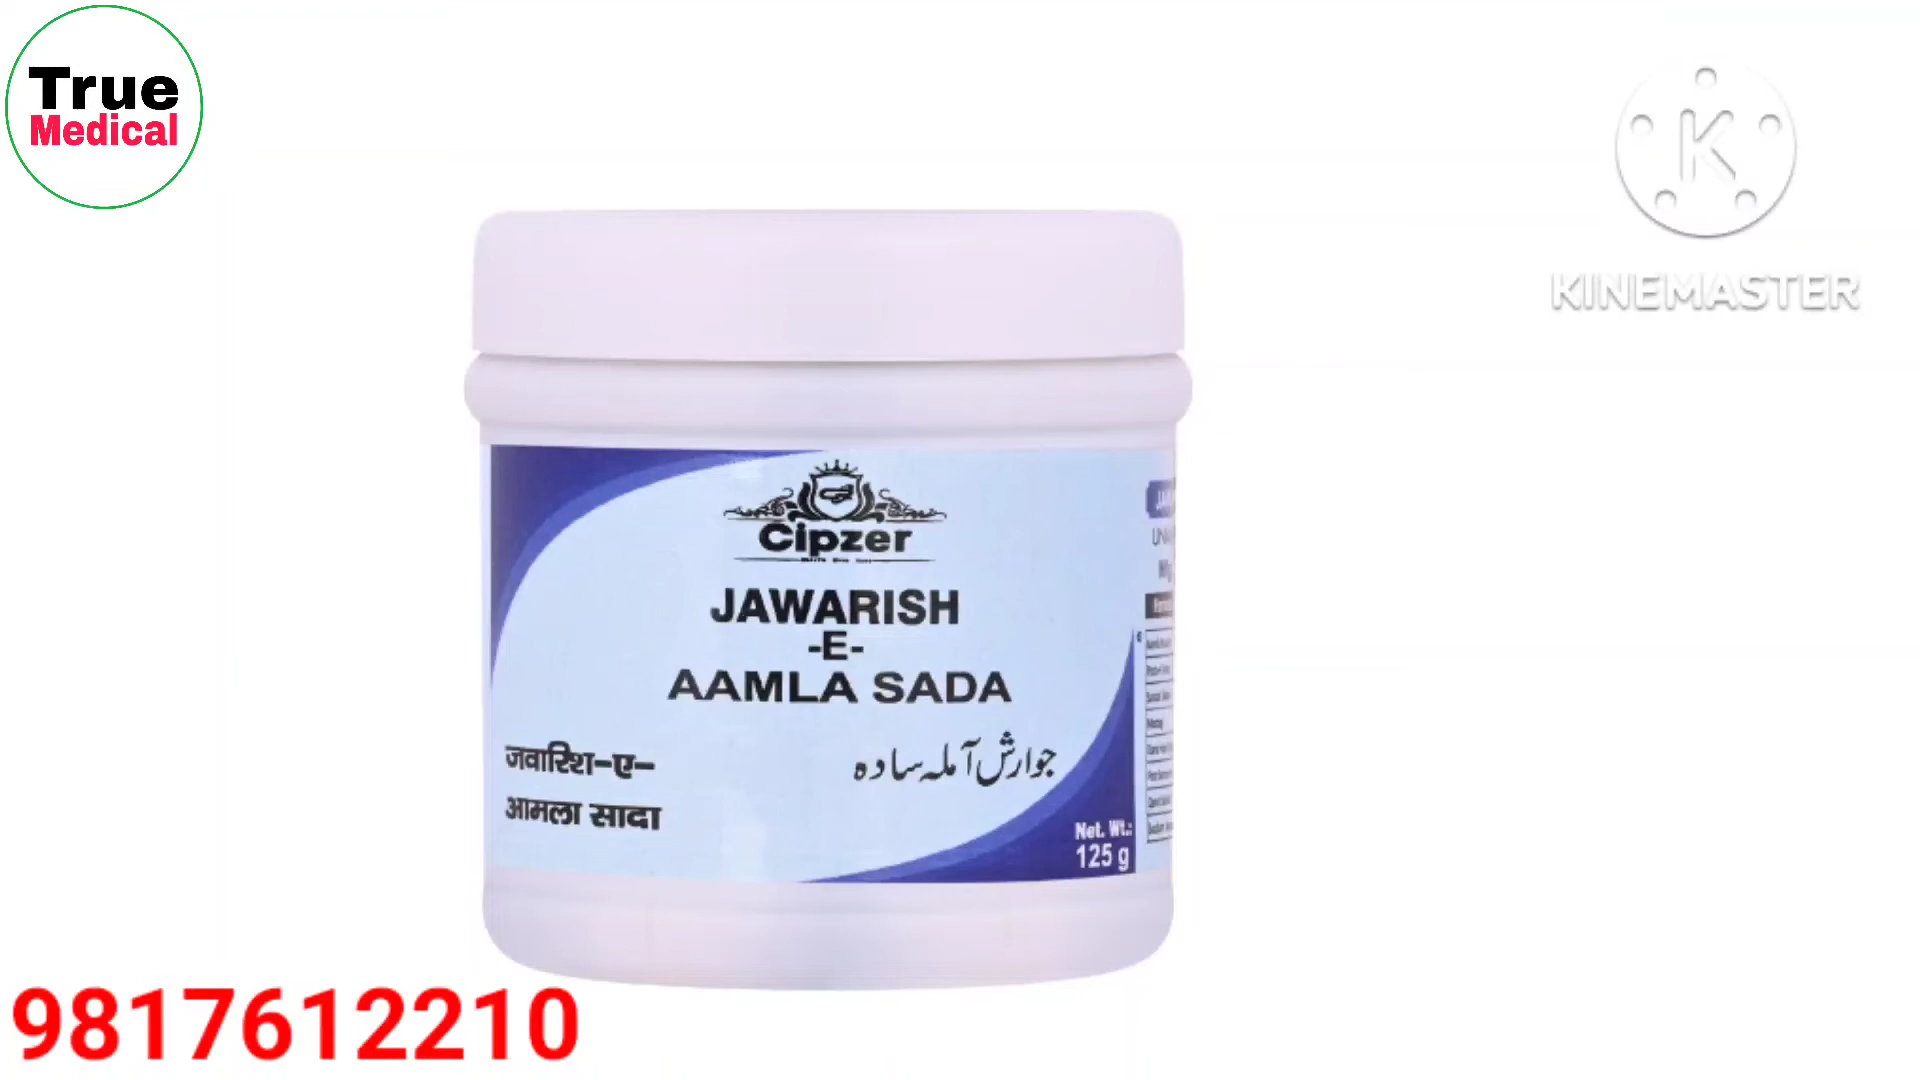 True
Medical
KINEMASTER
Cipzer
JAWARISH
-E-
AAMLA SADA
जवारिश-ए-
आमला सादा
جوارش آملہ سادہ
Net. Wt.:
125 g
9817612210